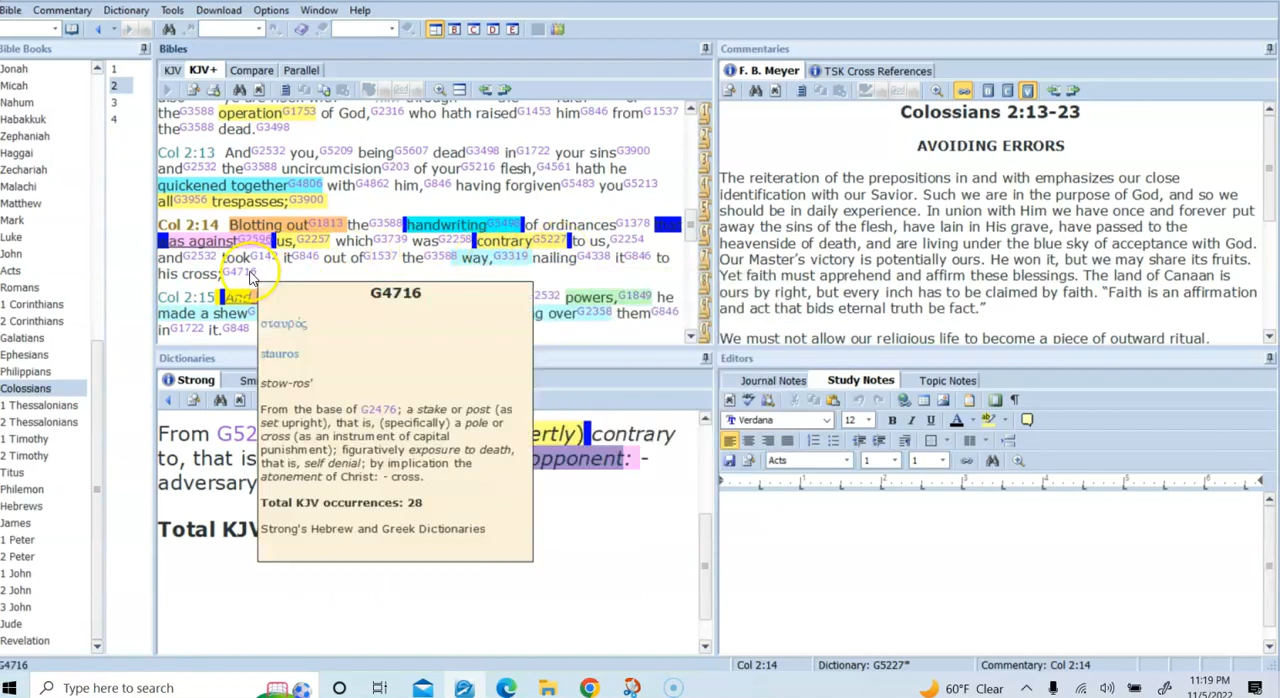 Bible Commentary Dictionary Tools Download Options Window Help
B C D E
Bible Books
Jonah
Micah
Nahum
Habakkuk
Zephaniah
Haggai
Zechariah
Malachi
Matthew
Mark
Luke
John
Acts
Romans
1 Corinthians
2 Corinthians
Galatians
Ephesians
Philippians
Colossians
1 Thessalonians
2 Thessalonians
1 Timothy
2 Timothy
Titus
Philemon
Hebrews
James
1 Peter
2 Peter
1 John
2 John
3 John
Jude
Revelation
1
2
3
4
Bibles
KJV KJV+ Compare Parallel
the G3588 operation G1753 of God, G2316 who hath raised G1453 him G846 from G1537
the G3588 dead. G3498
Col 2:13 And G2532 you, G5209 being G5607 dead G3498 in G1722 your sins G3900
and G2532 the G3588 uncircumcision G203 of your G5216 flesh, G4561 hath he
quickened together G4806 with G4862 him, G846 having forgiven G5483 you G5213
all G3956 trespasses; G3900
Col 2:14 Blotting out G1813 the G3588 handwriting G5498 of ordinances G1378
was against G2596 us, G2257 which G3739 was G2258 contrary G5227 to us, G2254
and G2532 took G142 it G846 out of G1537 the G3588 way, G3319 nailing G4338 it G846 to
his cross; G4716
Col 2:15 And 2532 powers, G1849 he
made a shew G ng over G2358 them
in G1722 it. G848
G4716
σταυρός
stauros
stow-ros'
From the base of G2476; a stake or post (as
set upright), that is, (specifically) a pole or
cross (as an instrument of capital
punishment); figuratively exposure to death,
that is, self denial; by implication the
atonement of Christ: - cross.
Total KJV occurrences: 28
Strong's Hebrew and Greek Dictionaries
Dictionaries
Strong Sm
From G52 ertly) contrary
to, that is opponent: -
adversary
Total KJV
Commentaries
F. B. Meyer TSK Cross References
Colossians 2:13-23
AVOIDING ERRORS
The reiteration of the prepositions in and with emphasizes our close
identification with our Savior. Such we are in the purpose of God, and so we
should be in daily experience. In union with Him we have once and forever put
away the sins of the flesh, have lain in His grave, have passed to the
heavenside of death, and are living under the blue sky of acceptance with God.
Our Master's victory is potentially ours. He won it, but we may share its fruits.
Yet faith must apprehend and affirm these blessings. The land of Canaan is
ours by right, but every inch has to be claimed by faith. “Faith is an affirmation
and act that bids eternal truth be fact.”
We must not allow our religious life to become a piece of outward ritual.
Editors
Journal Notes Study Notes Topic Notes
Verdana 12 B I U A
Acts 1 1
1 2 3 4 5 6
G4716 Col 2:14 Dictionary: G5227* Commentary: Col 2:14
Type here to search
60°F Clear
11:19 PM
11/5/2022